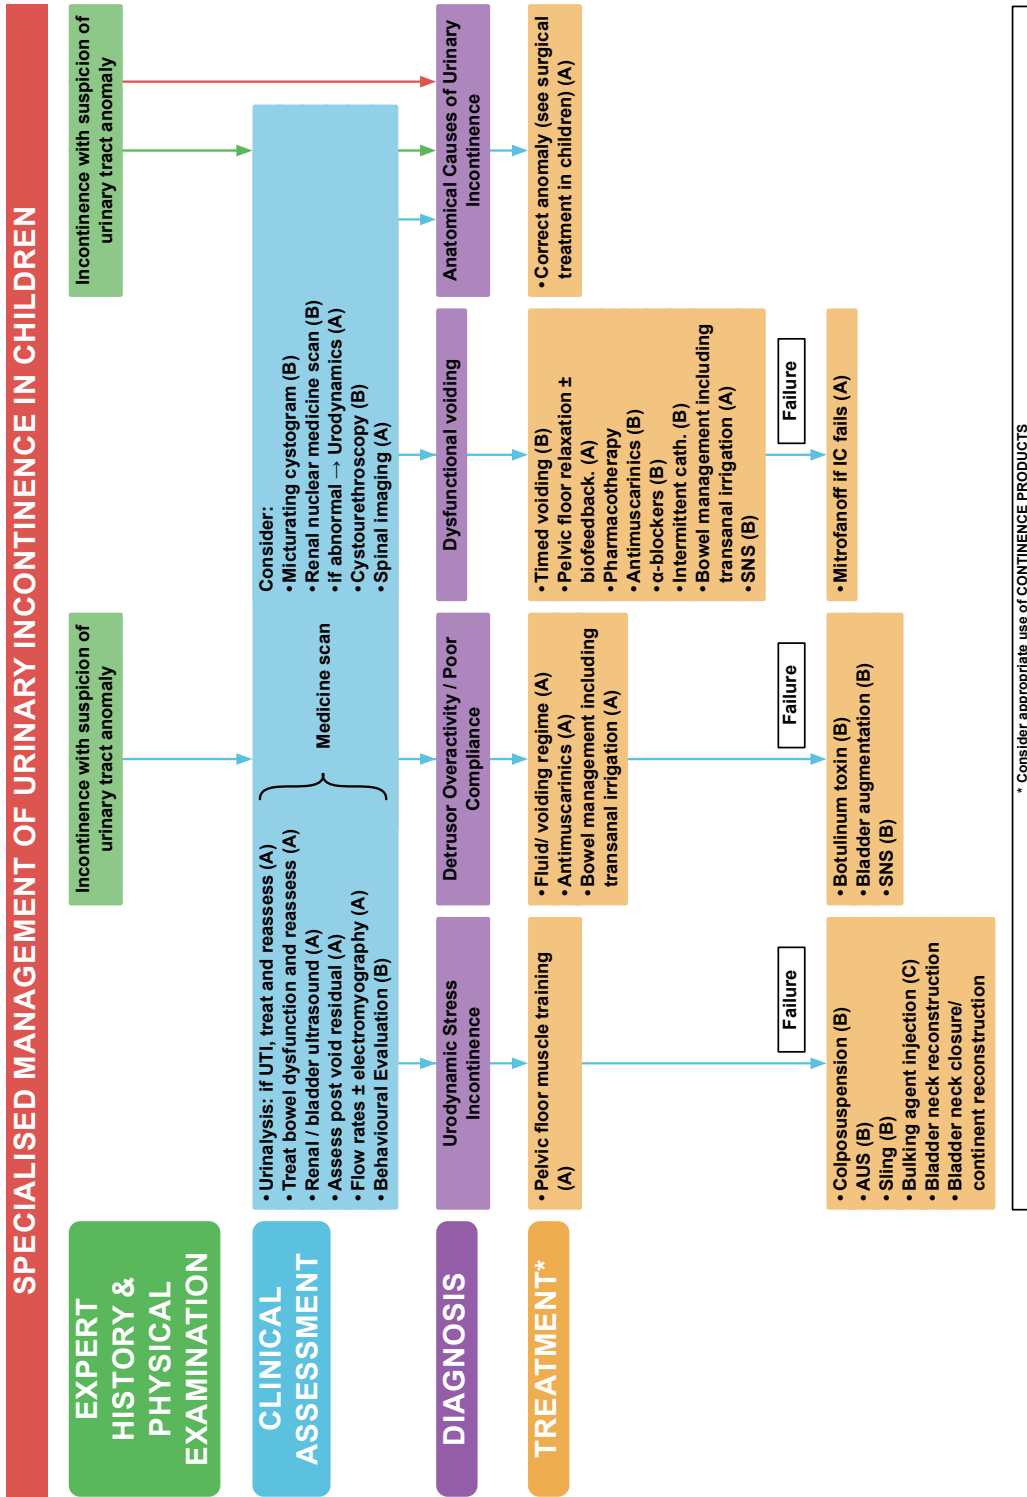 SPECIALISED MANAGEMENT OF URINARY INCONTINENCE IN CHILDREN
EXPERT
HISTORY &
PHYSICAL
EXAMINATION
Incontinence with suspicion of
urinary tract anomaly
Incontinence with suspicion of
urinary tract anomaly
CLINICAL
ASSESSMENT
• Urinalysis: if UTI, treat and reassess (A)
• Treat bowel dysfunction and reassess (A)
• Renal / bladder ultrasound (A)
• Assess post void residual (A)
• Flow rates ± electromyography (A)
• Behavioural Evaluation (B)
Medicine scan
Consider:
• Micturating cystogram (B)
• Renal nuclear medicine scan (B)
• if abnormal → Urodynamics (A)
• Cystourethroscopy (B)
• Spinal imaging (A)
DIAGNOSIS
Urodynamic Stress
Incontinence
Detrusor Overactivity / Poor
Compliance
Dysfunctional voiding
Anatomical Causes of Urinary
Incontinence
TREATMENT*
• Pelvic floor muscle training
(A)
• Fluid/ voiding regime (A)
• Antimuscarinics (A)
• Bowel management including
transanal irrigation (A)
• Timed voiding (B)
• Pelvic floor relaxation ±
biofeedback. (A)
• Pharmacotherapy
• Antimuscarinics (B)
• α-blockers (B)
• Intermittent cath. (B)
• Bowel management including
transanal irrigation (A)
• SNS (B)
• Correct anomaly (see surgical
treatment in children) (A)
Failure
Failure
Failure
• Colposuspension (B)
• AUS (B)
• Sling (B)
• Bulking agent injection (C)
• Bladder neck reconstruction
• Bladder neck closure/
continent reconstruction
• Botulinum toxin (B)
• Bladder augmentation (B)
• SNS (B)
• Mitrofanoff if IC fails (A)
* Consider appropriate use of CONTINENCE PRODUCTS